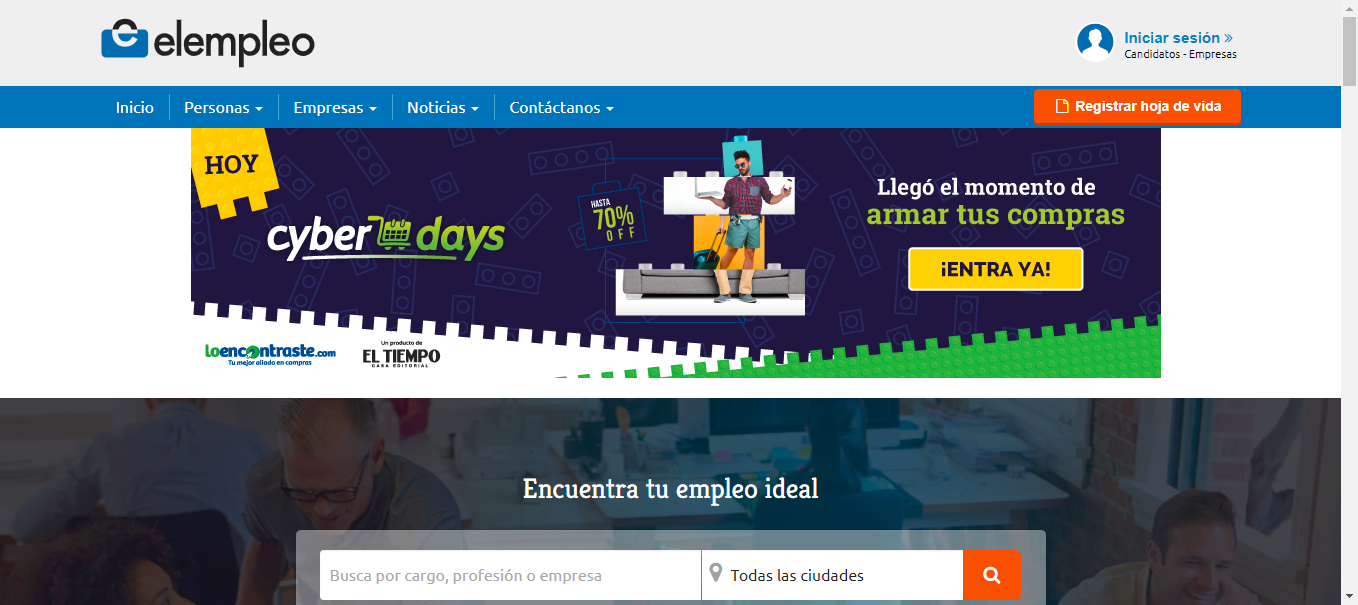 elempleo
Iniciar sesión »
Candidatos - Empresas
Inicio
Personas
Empresas
Noticias
Contáctanos
Registrar hoja de vida
HOY
cyber days
HASTA
70%
OFF
Llegó el momento de
armar tus compras
¡ENTRA YA!
loencontraste.com
Tu mejor aliado en compras
Un producto de
EL TIEMPO
CASA EDITORIAL
Encuentra tu empleo ideal
Busca por cargo, profesión o empresa
Todas las ciudades